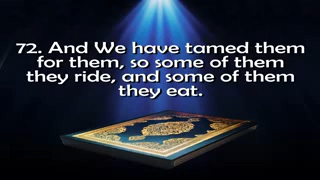 72. And We have tamed them
for them, so some of them
they ride, and some of them
they eat.